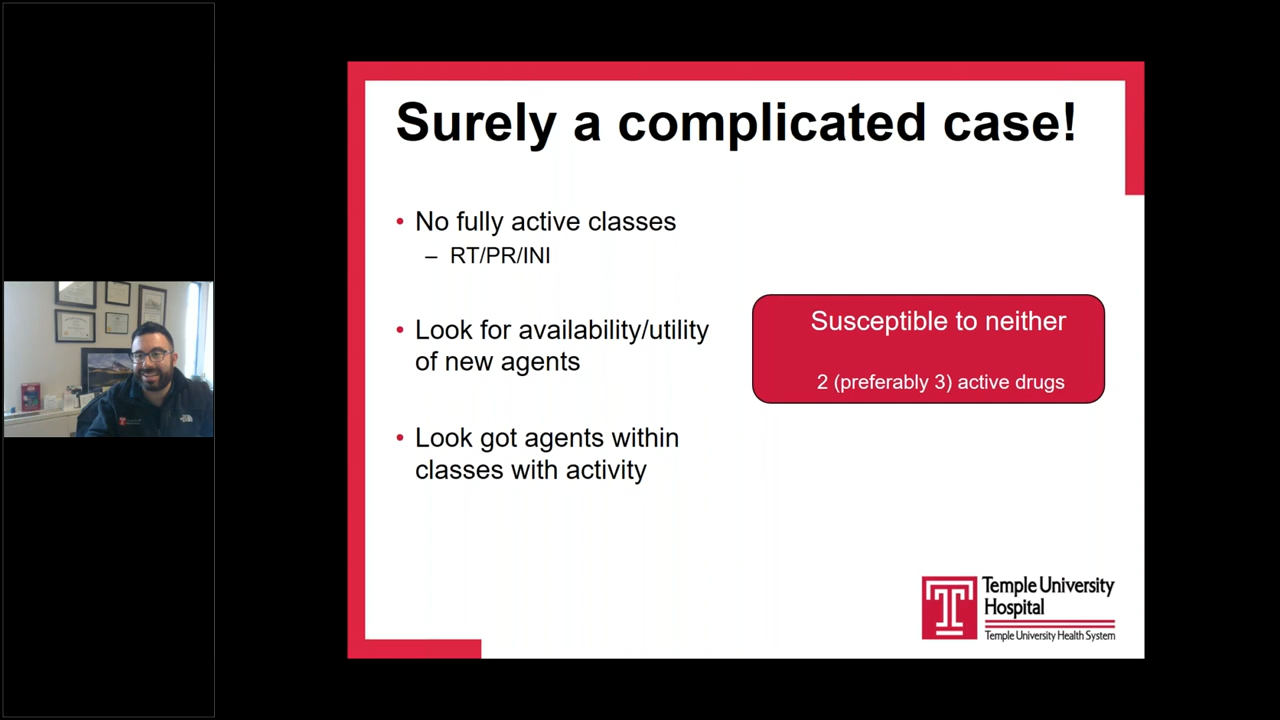 Surely a complicated case!
• No fully active classes
– RT/PR/INI
• Look for availability/utility
of new agents
• Look got agents within
classes with activity
Susceptible to neither
2 (preferably 3) active drugs
Temple University
Hospital
Temple University Health System